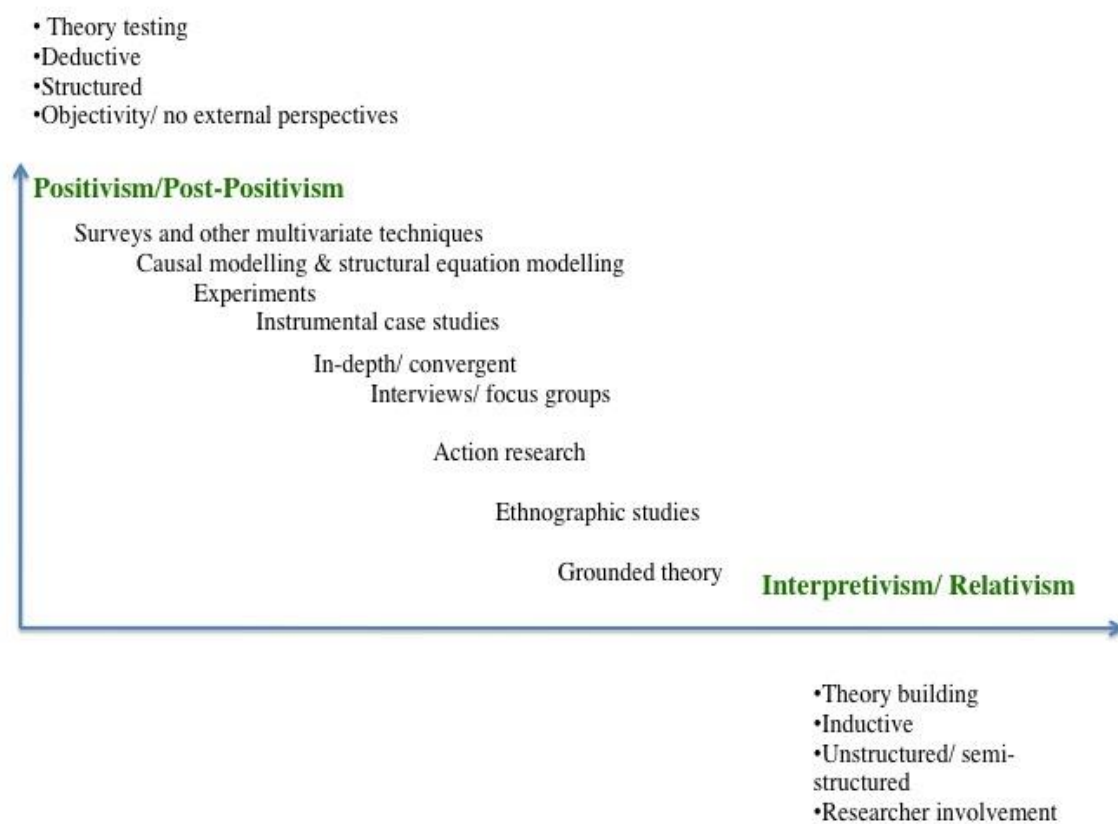 • Theory testing
•Deductive
•Structured
•Objectivity/ no external perspectives
Positivism/Post-Positivism
Surveys and other multivariate techniques
Causal modelling & structural equation modelling
Experiments
Instrumental case studies
In-depth/ convergent
Interviews/ focus groups
Action research
Ethnographic studies
Grounded theory
Interpretivism/ Relativism
•Theory building
•Inductive
•Unstructured/ semi-
structured
•Researcher involvement